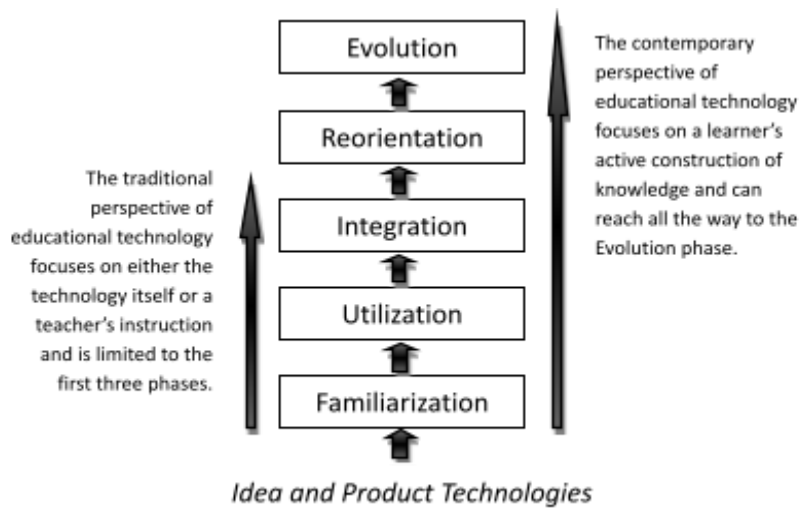 Evolution
Reorientation
Integration
Utilization
Familiarization
Idea and Product Technologies
The traditional
perspective of
educational technology
focuses on either the
technology itself or a
teacher's instruction
and is limited to the
first three phases.
The contemporary
perspective of
educational technology
focuses on a learner's
active construction of
knowledge and can
reach all the way to the
Evolution phase.